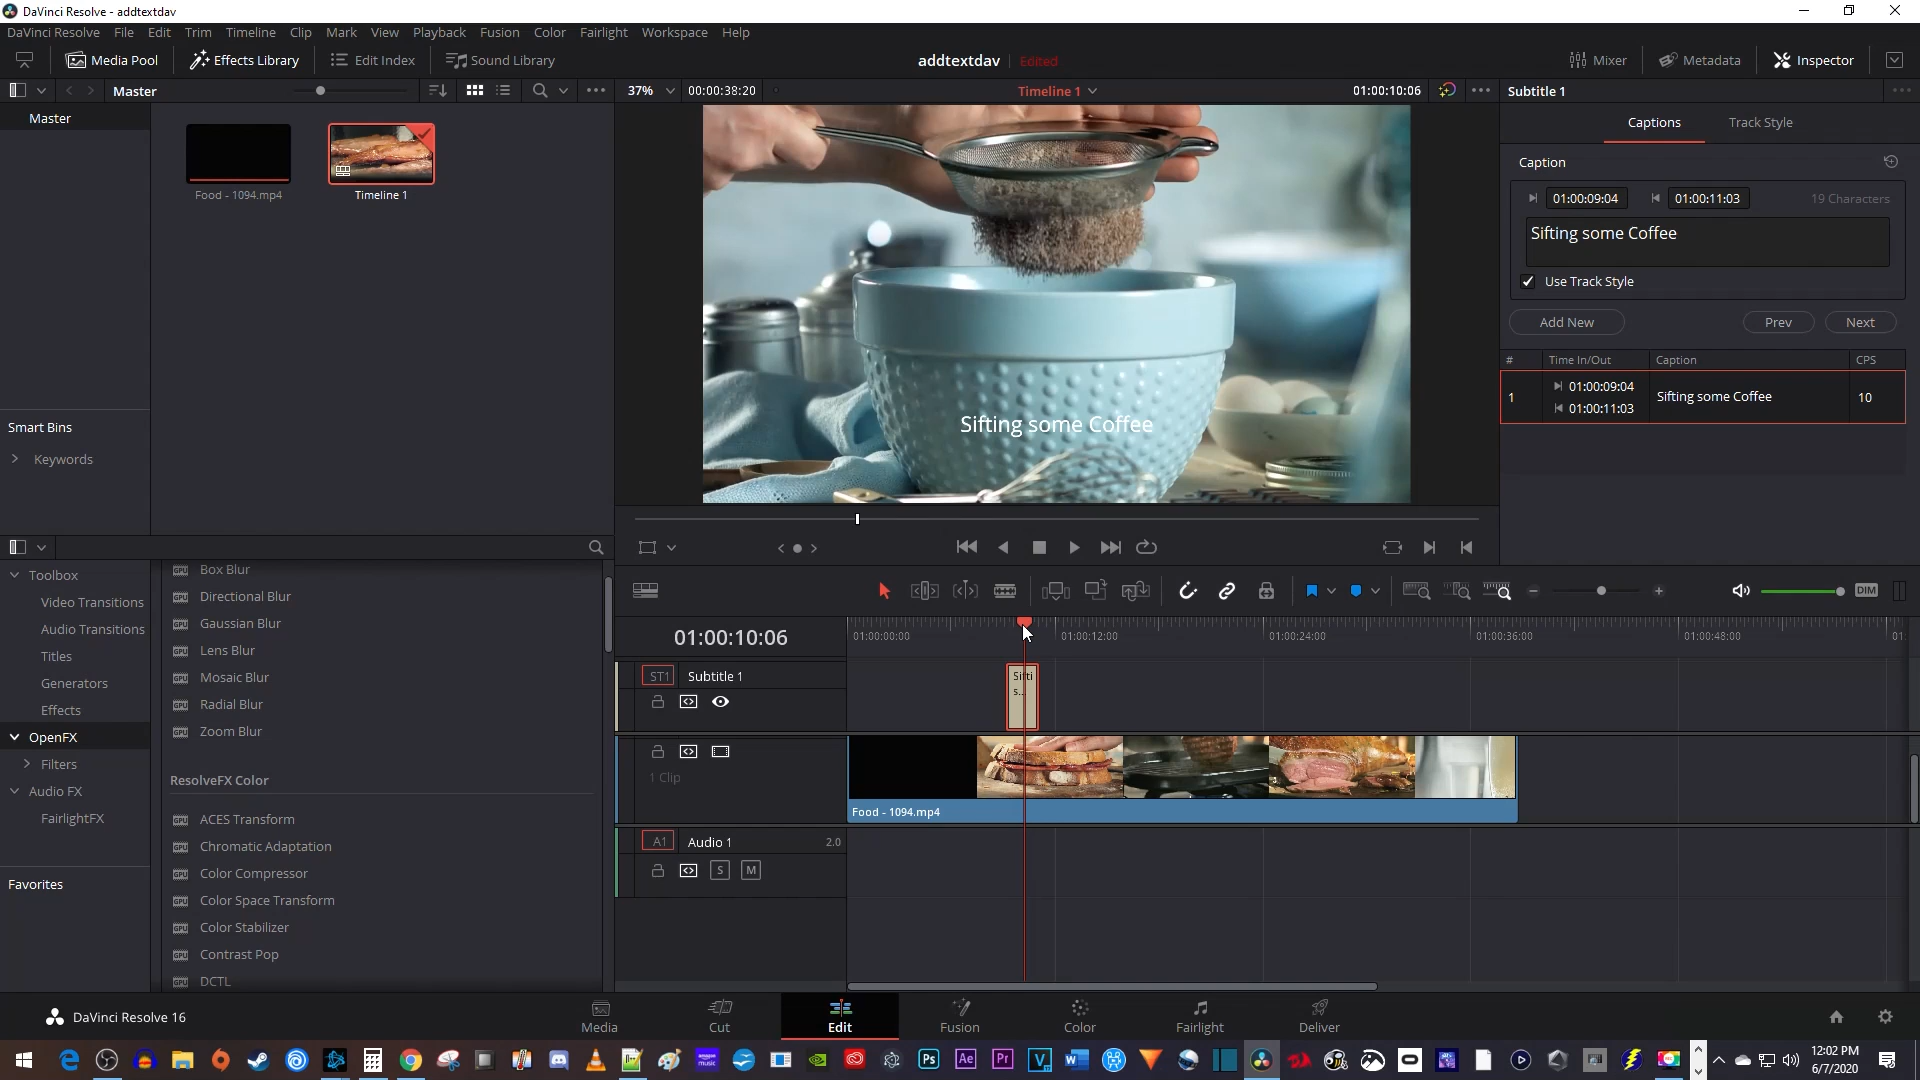 DaVinci Resolve - addtextdav
DaVinci Resolve File Edit Trim Timeline Clip Mark View Playback Fusion Color Fairlight Workspace Help
Media Pool Effects Library Edit Index Sound Library addtextdav Edited Mixer Metadata Inspector
Master 37% 00:00:38:20 Timeline 1 01:00:10:06 Subtitle 1
Master
Food - 1094.mp4 Timeline 1
Captions Track Style
Caption
01:00:09:04 01:00:11:03 19 Characters
Sifting some Coffee
Use Track Style
Add New Prev Next
# Time In/Out Caption CPS
1 01:00:09:04 Sifting some Coffee 10
01:00:11:03
Sifting some Coffee
Smart Bins
Keywords
Toolbox
Video Transitions
Audio Transitions
Titles
Generators
Effects
OpenFX
Filters
Audio FX
FairlightFX
Favorites
Box Blur
Directional Blur
Gaussian Blur
Lens Blur
Mosaic Blur
Radial Blur
Zoom Blur
ResolveFX Color
ACES Transform
Chromatic Adaptation
Color Compressor
Color Space Transform
Color Stabilizer
Contrast Pop
DCTL
DIM
01:00:10:06 01:00:00:00 01:00:12:00 01:00:24:00 01:00:36:00 01:00:48:00 01:
ST1 Subtitle 1 Sifti
s...
1 Clip
Food - 1094.mp4
A1 Audio 1 2.0
S M
DaVinci Resolve 16
Media Cut Edit Fusion Color Fairlight Deliver
Ps Ae Pr V
12:02 PM
6/7/2020